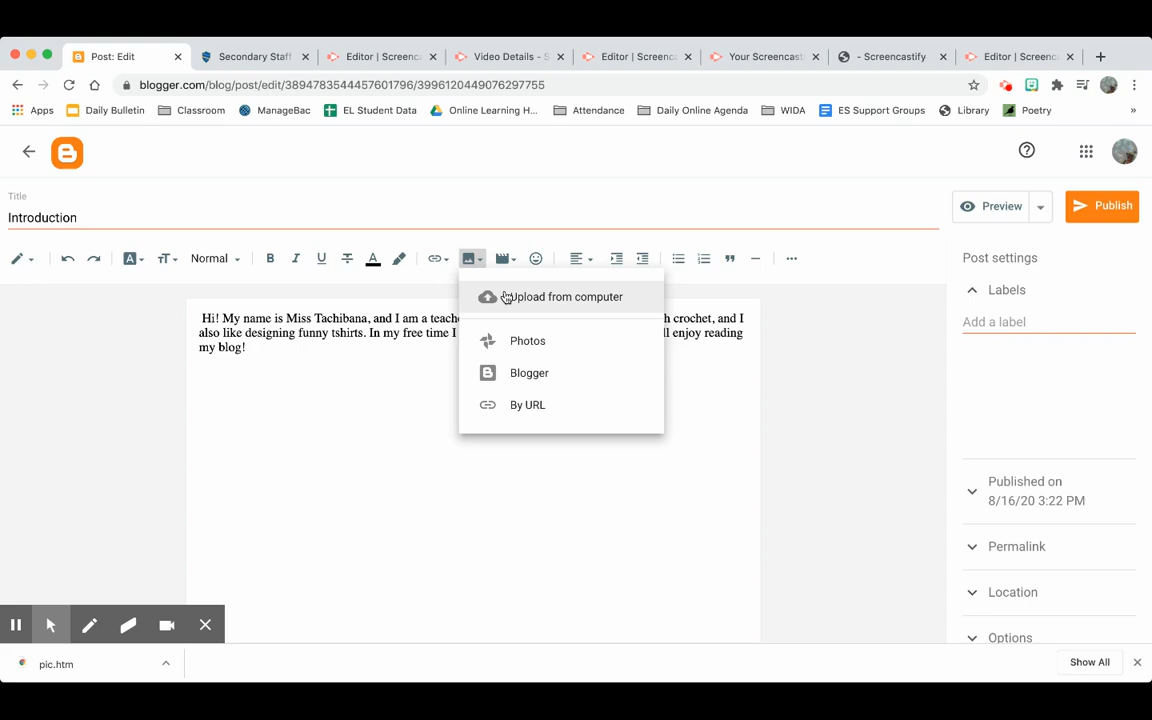 Post: Edit
Secondary Staff
Editor | Screenca
Video Details - S
Editor | Screenca
Your Screencast
- Screencastify
Editor | Screenca
blogger.com/blog/post/edit/3894783544457601796/3996120449076297755
Apps
Daily Bulletin
Classroom
ManageBac
EL Student Data
Online Learning H...
Attendance
Daily Online Agenda
WIDA
ES Support Groups
Library
Poetry
»
Title
Introduction
Preview
Publish
Normal
Post settings
Labels
Add a label
Upload from computer
Photos
Blogger
By URL
Hi! My name is Miss Tachibana, and I am a teache h crochet, and I
also like designing funny tshirts. In my free time I ll enjoy reading
my blog!
Published on
8/16/20 3:22 PM
Permalink
Location
Options
pic.htm
Show All